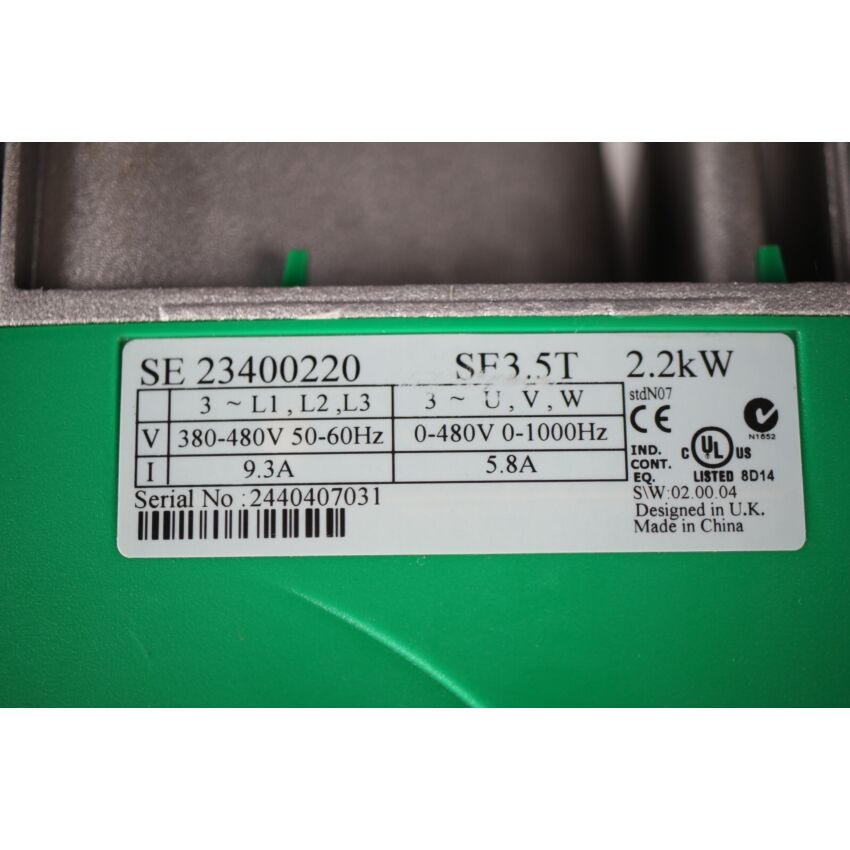 SE 23400220 SE3.5T 2.2kW
3 ~ L1 , L2 ,L3 3 ~ U , V , W
V 380-480V 50-60Hz 0-480V 0-1000Hz
I 9.3A 5.8A
Serial No :2440407031
stdN07
CE
N1652
IND.
CONT.
EQ.
C UL US
LISTED 8D14
S\W:02.00.04
Designed in U.K.
Made in China